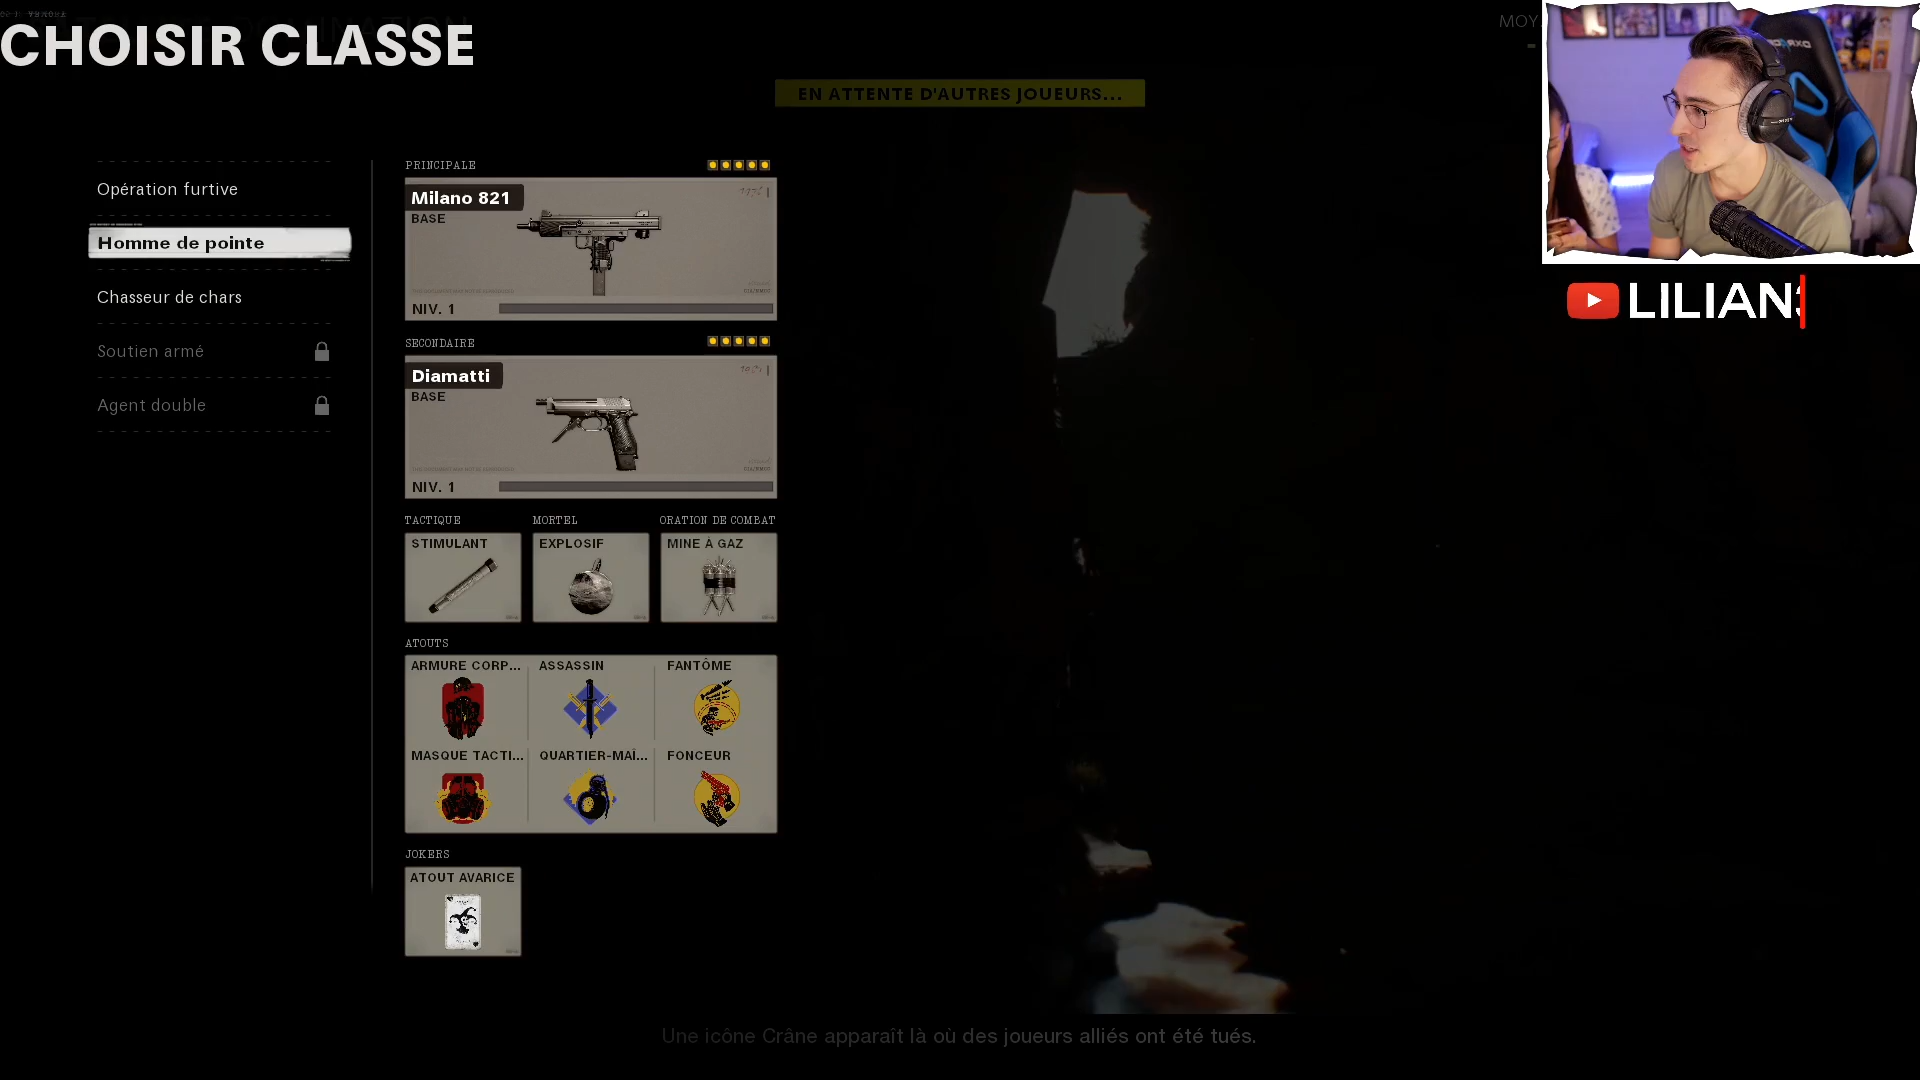 CHOISIR CLASSE
MOY
EN ATTENTE D'AUTRES JOUEURS...
Opération furtive
Homme de pointe
Chasseur de chars
Soutien armé
Agent double
PRINCIPALE
Milano 821
BASE
NIV. 1
SECONDAIRE
Diamatti
BASE
NIV. 1
TACTIQUE
MORTEL
ORATION DE COMBAT
STIMULANT
EXPLOSIF
MINE À GAZ
ATOUTS
ARMURE CORP...
ASSASSIN
FANTÔME
MASQUE TACTI...
QUARTIER-MAÎ...
FONCEUR
JOKERS
ATOUT AVARICE
LILIAN
Une icône Crâne apparaît là où des joueurs alliés ont été tués.